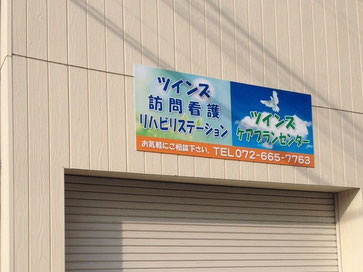 ツインズ
訪問看護
リハビリステーション
ツインズ
ケアプランセンター
お気軽にご相談下さい。TEL072-665-7763